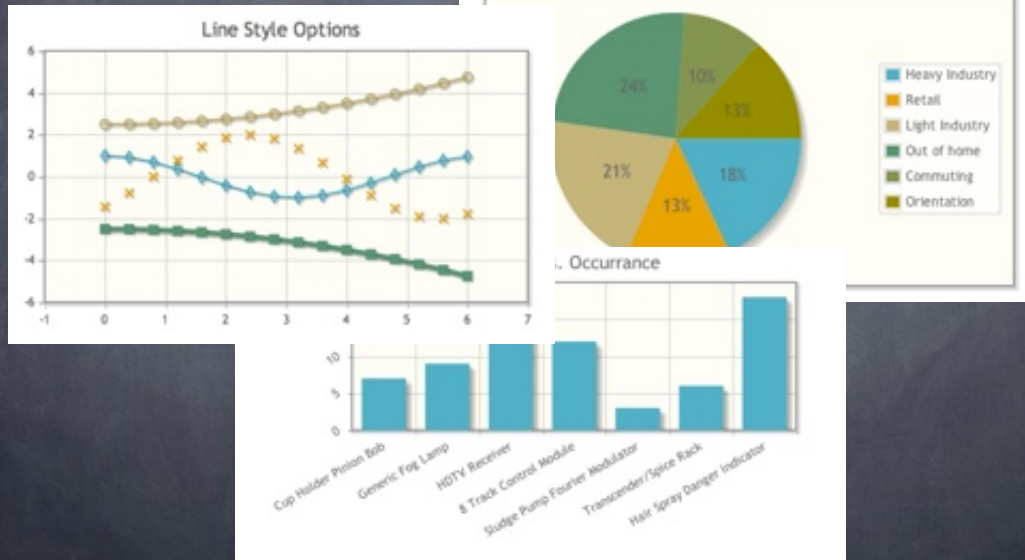 Line Style Options
6
4
2
0
-2
-4
-6
-1 0 1 2 3 4 5 6 7
24%
10%
13%
18%
13%
21%
Heavy Industry
Retail
Light Industry
Out of home
Commuting
Orientation
. Occurrance
10
5
0
Cup Holder Pinion Bob
Generic Fog Lamp
HDTV Receiver
8 Track Control Module
Sludge Pump Fourier Modulator
Transcender/Spice Rack
Hair Spray Danger Indicator